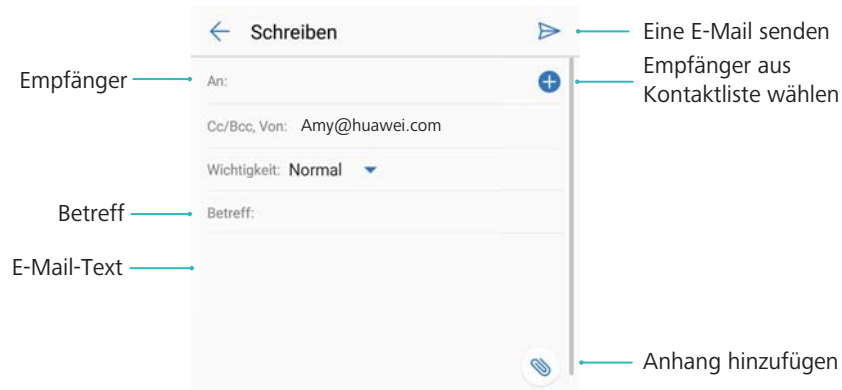 Schreiben
Eine E-Mail senden
Empfänger
An:
Empfänger aus
Kontaktliste wählen
Cc/Bcc, Von: Amy@huawei.com
Wichtigkeit: Normal
Betreff
Betreff:
E-Mail-Text
Anhang hinzufügen